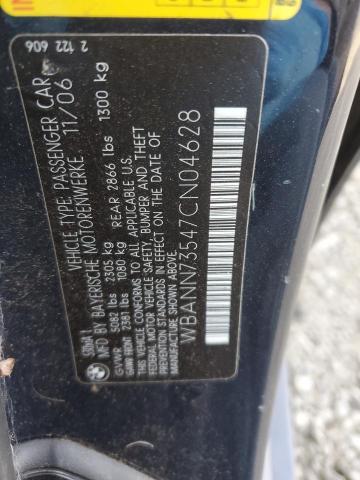 2 122 606
VEHICLE TYPE: PASSENGER CAR
MFD BY BAYERISCHE MOTORENWERKE 11/06
GVWR 5082 lbs 2305 kg
GAWR FRONT 2381 lbs 1080 kg REAR 2866 lbs 1300 kg
THIS VEHICLE CONFORMS TO ALL APPLICABLE
FEDERAL MOTOR VEHICLE SAFETY, BUMPER AND THEFT
PREVENTION STANDARDS IN EFFECT ON THE DATE OF
MANUFACTURE SHOWN ABOVE
WBANN73547CN04628